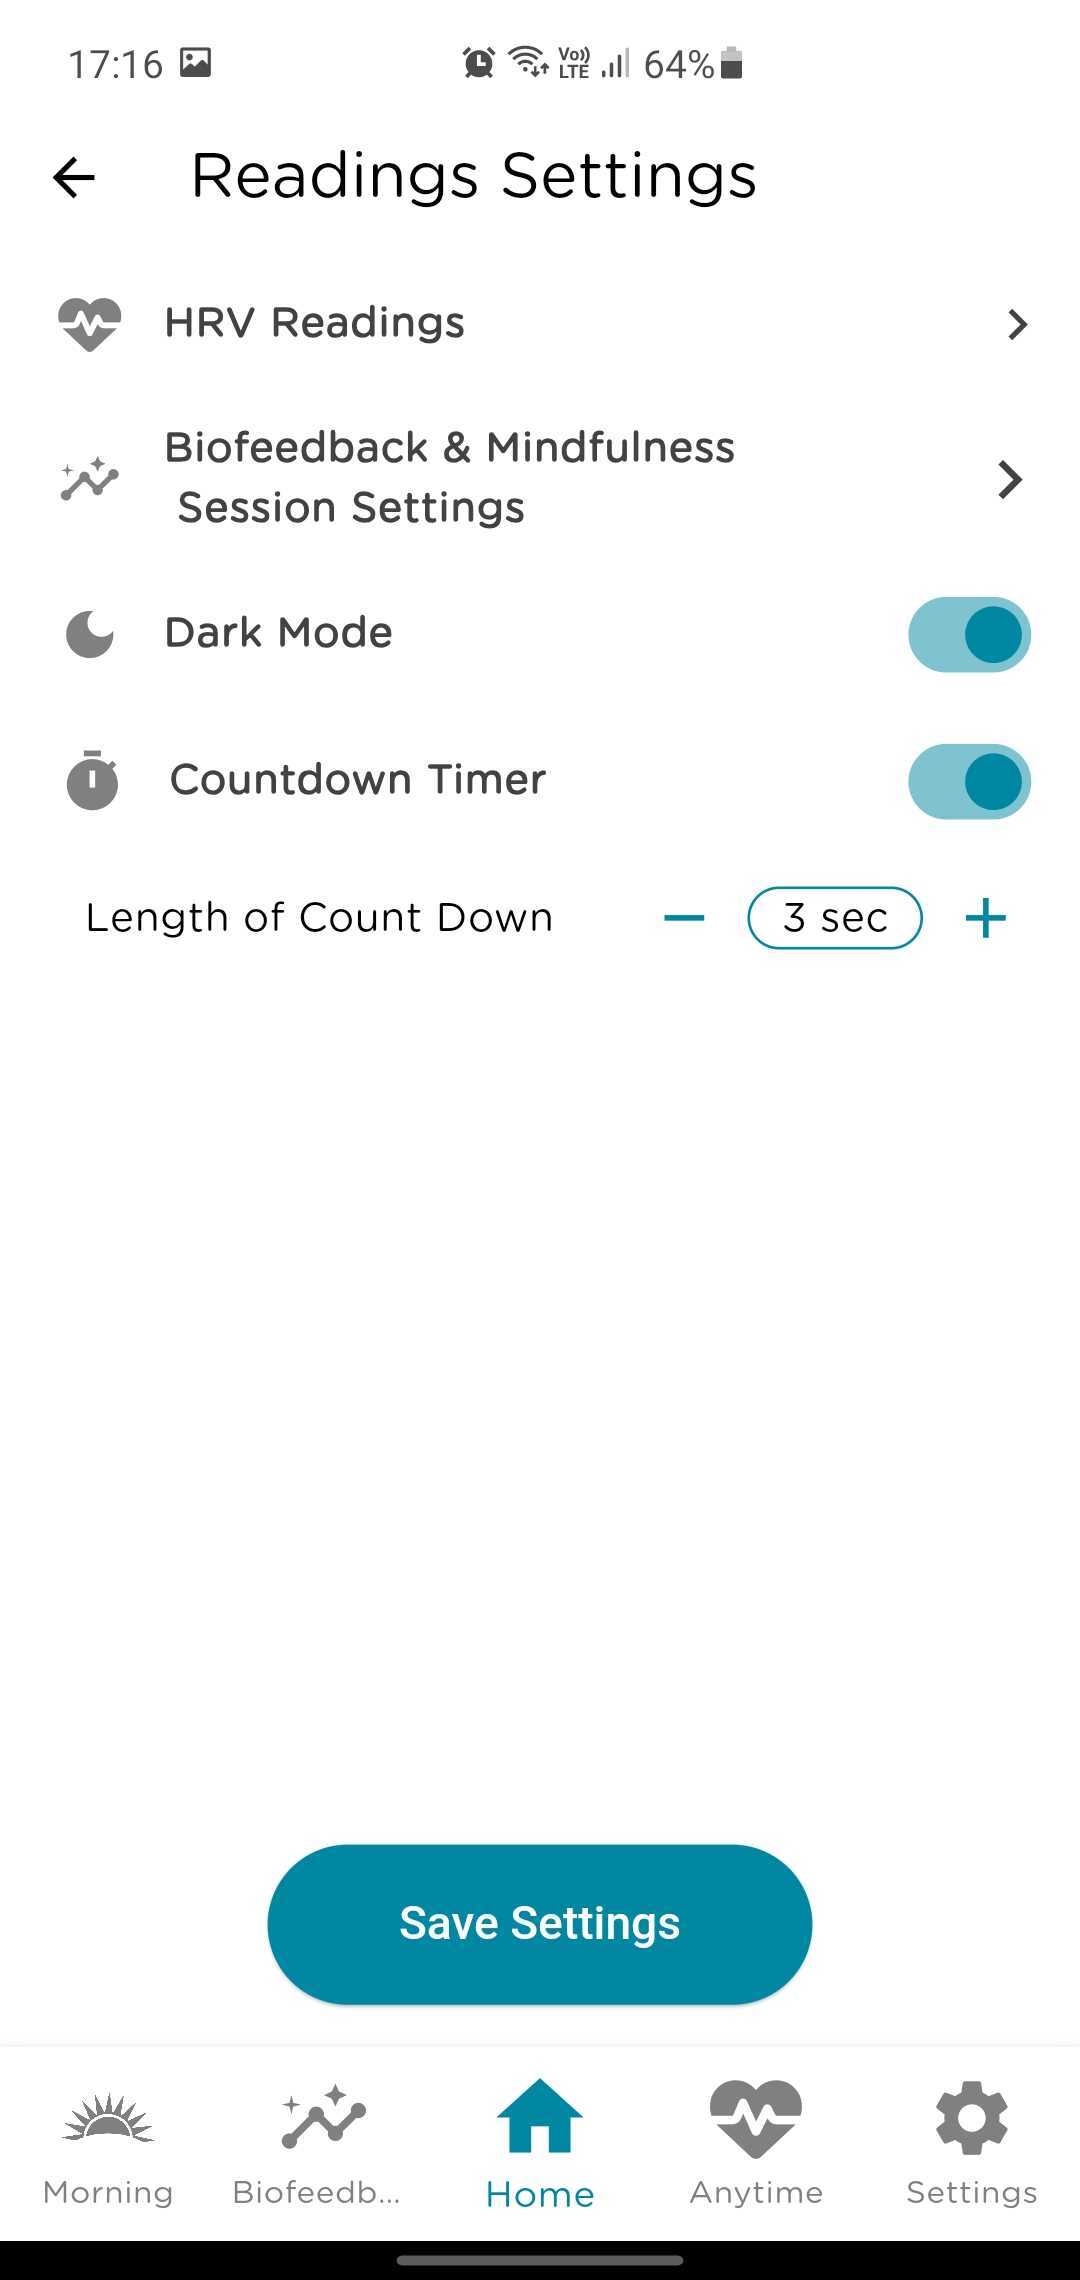 17:16
Vo)) LTE 64%
Readings Settings
HRV Readings
Biofeedback & Mindfulness
Session Settings
Dark Mode
Countdown Timer
Length of Count Down 3 sec
Save Settings
Morning Biofeedb... Home Anytime Settings